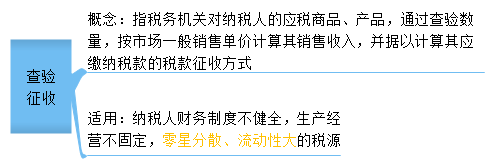 概念：指税务机关对纳税人的应税商品、产品，通过查验数
量，按市场一般销售单价计算其销售收入，并据以计算其应
缴纳税款的税款征收方式
查验
征收
适用：纳税人财务制度不健全，生产经
营不固定，零星分散、流动性大的税源